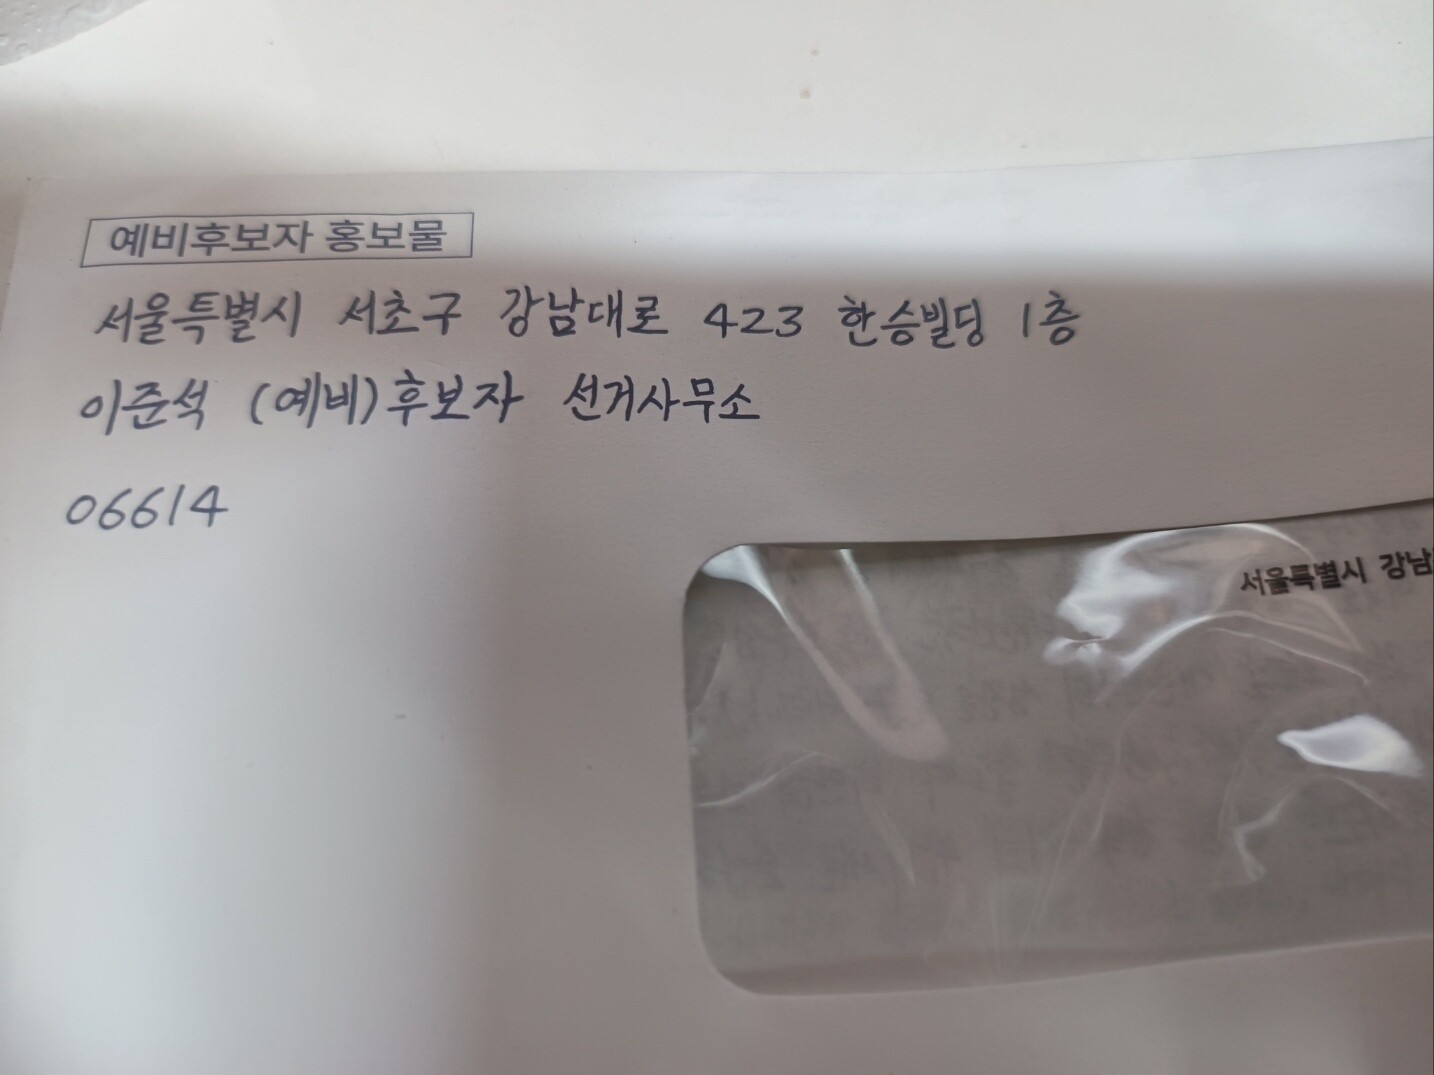 예비후보자 홍보물
서울특별시 서초구 강남대로 423 한승빌딩 1층
이준석 (예비)후보자 선거사무소
06614
서울특별시 강남